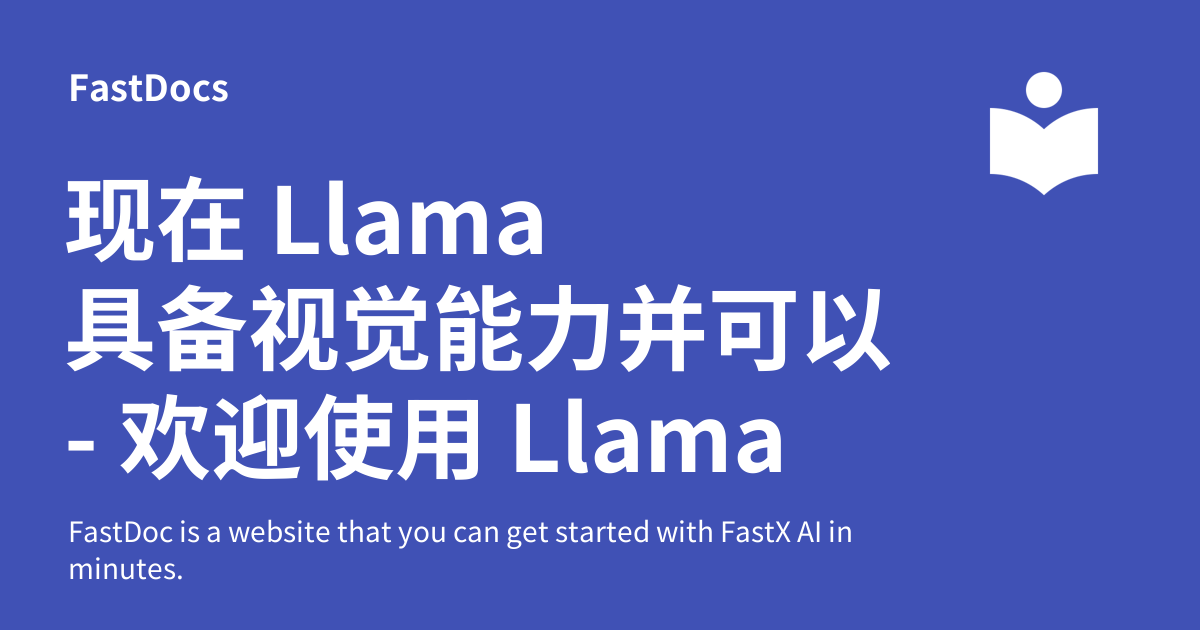 FastDocs
现在 Llama
具备视觉能力并可以
- 欢迎使用 Llama
FastDoc is a website that you can get started with FastX AI in
minutes.